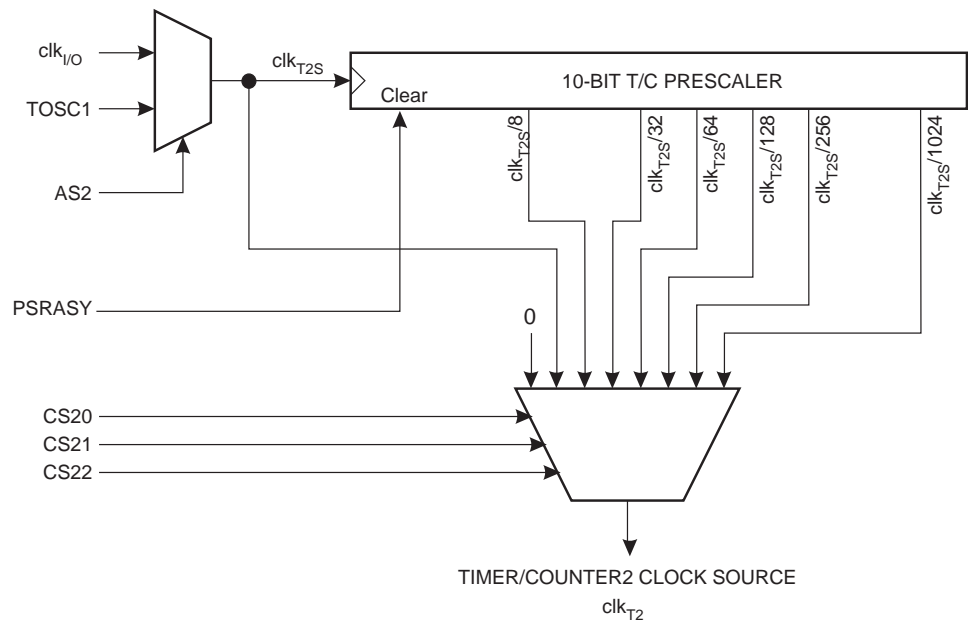 clkI/O
TOSC1
AS2
PSRASY
clkT2S
10-BIT T/C PRESCALER
Clear
clkT2S/8
clkT2S/32
clkT2S/64
clkT2S/128
clkT2S/256
clkT2S/1024
0
CS20
CS21
CS22
TIMER/COUNTER2 CLOCK SOURCE
clkT2